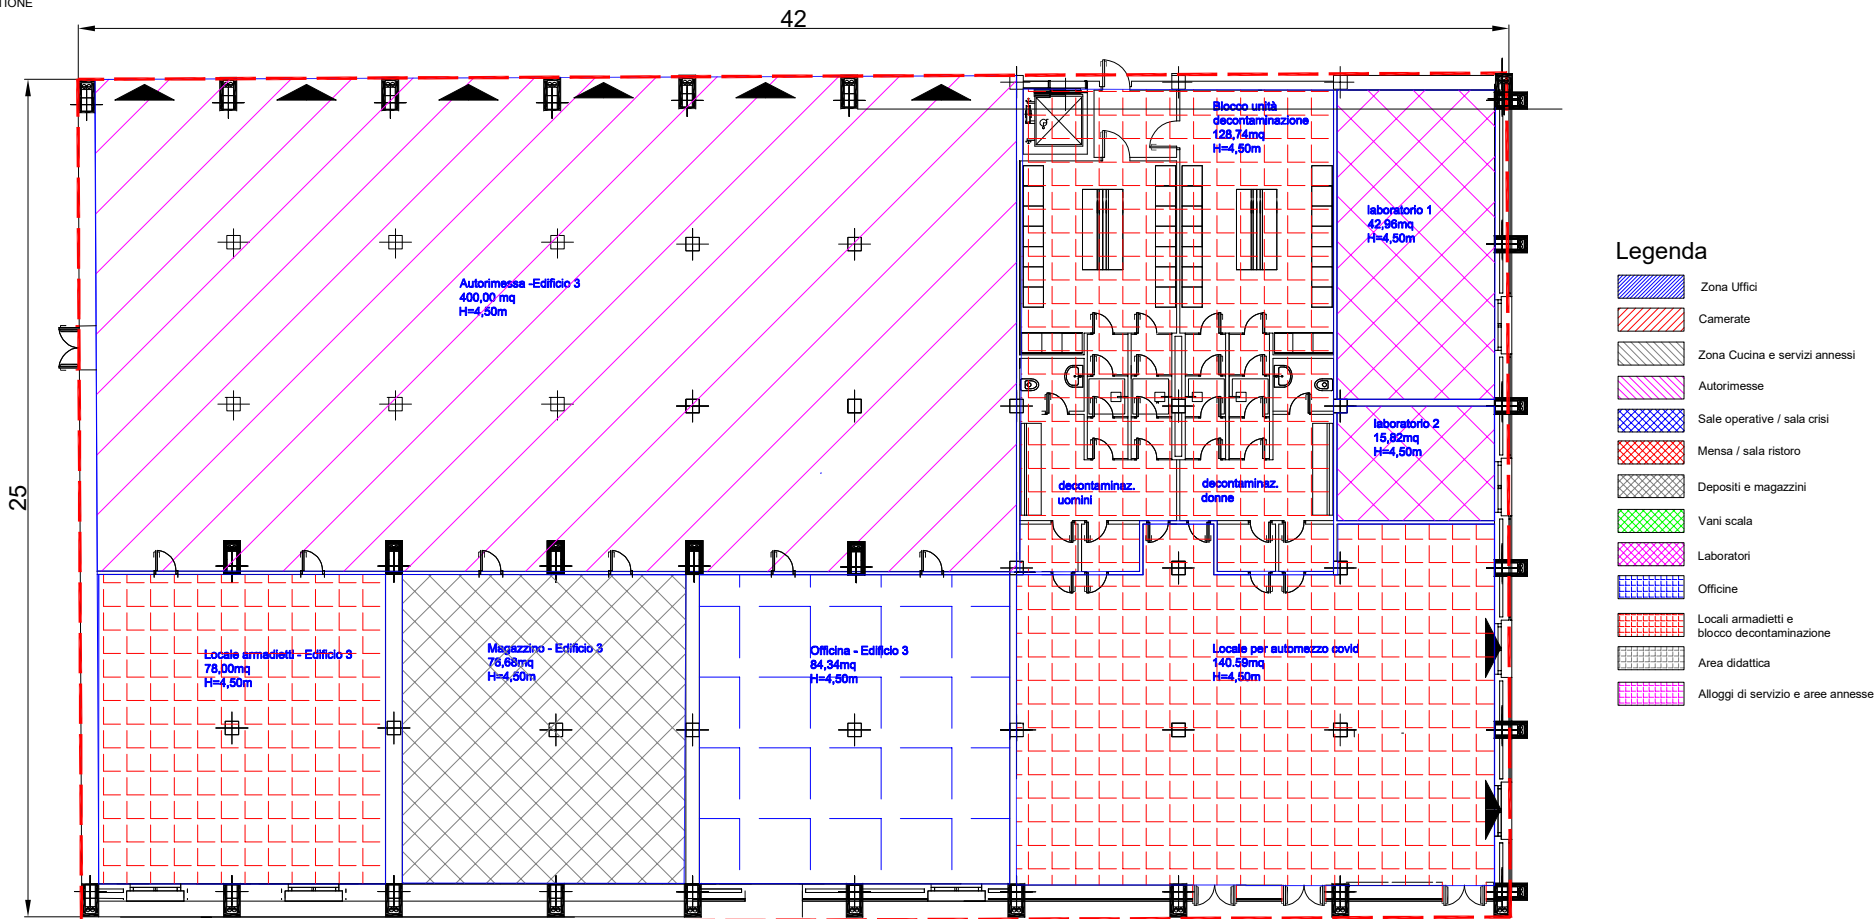 TIONE
42
25
Blocco unità
decontaminazione
128,74mq
H=4,50m
laboratorio 1
42,96mq
H=4,50m
Autorimessa -Edificio 3
400,00 mq
H=4,50m
laboratorio 2
15,82mq
H=4,50m
decontaminaz.
uomini
decontaminaz.
donne
Locale armadietti - Edificio 3
78,00mq
H=4,50m
Magazzino - Edificio 3
76,68mq
H=4,50m
Officina - Edificio 3
84,34mq
H=4,50m
Locale per automezzo covid
140.59mq
H=4,50m
Legenda
Zona Uffici
Camerate
Zona Cucina e servizi annessi
Autorimesse
Sale operative / sala crisi
Mensa / sala ristoro
Depositi e magazzini
Vani scala
Laboratori
Officine
Locali armadietti e
blocco decontaminazione
Area didattica
Alloggi di servizio e aree annesse